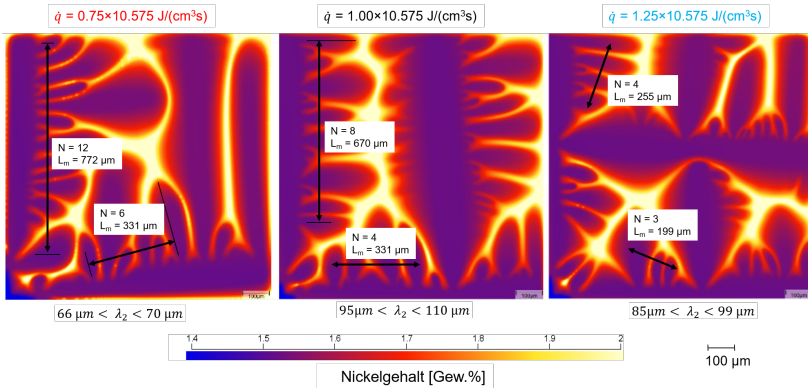 q̇ = 0.75×10.575 J/(cm³s)
q̇ = 1.00×10.575 J/(cm³s)
q̇ = 1.25×10.575 J/(cm³s)
N = 12
Lₘ = 772 µm
N = 6
Lₘ = 331 µm
100µm
N = 8
Lₘ = 670 µm
N = 4
Lₘ = 331 µm
100µm
N = 4
Lₘ = 255 µm
N = 3
Lₘ = 199 µm
100µm
66 µm < λ₂ < 70 µm
95µm < λ₂ < 110 µm
85µm < λ₂ < 99 µm
1.4 1.5 1.6 1.7 1.8 1.9 2
Nickelgehalt [Gew.%]
100 µm